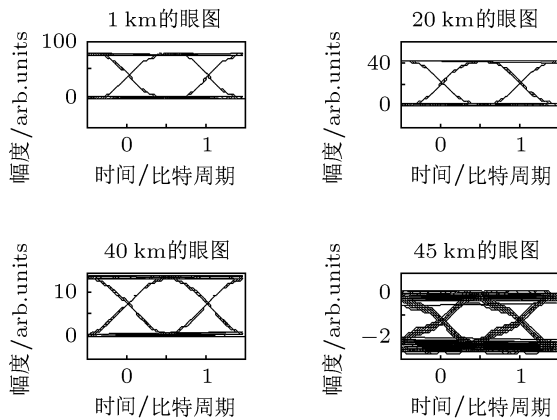 1 km的眼图
100
0
幅度/arb.units
0 1
时间/比特周期
20 km的眼图
40
0
幅度/arb.units
0 1
时间/比特周期
40 km的眼图
10
0
幅度/arb.units
0 1
时间/比特周期
45 km的眼图
0
−2
幅度/arb.units
0 1
时间/比特周期